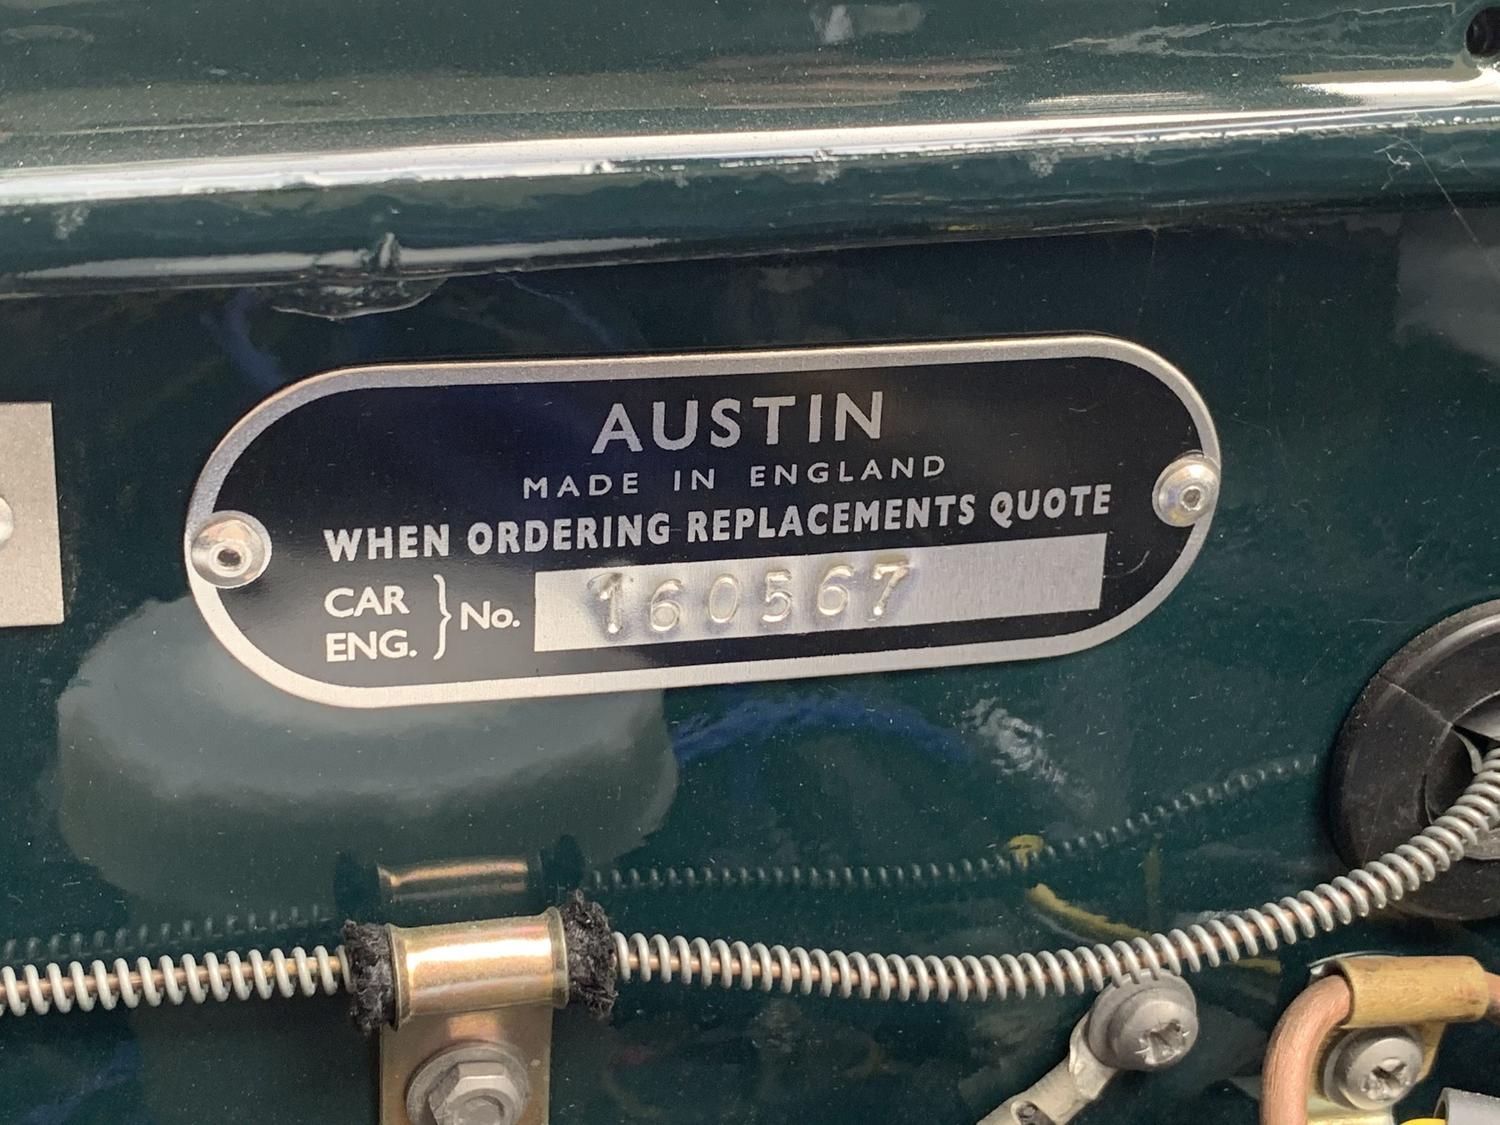 AUSTIN
MADE IN ENGLAND
WHEN ORDERING REPLACEMENTS QUOTE
CAR
ENG. } No. 160567